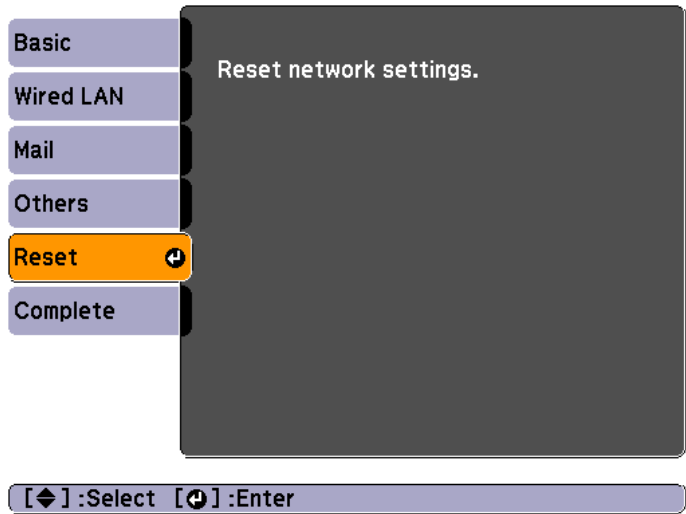 Basic
Wired LAN
Mail
Others
Reset
Complete
Reset network settings.
[◆]:Select [↵]:Enter